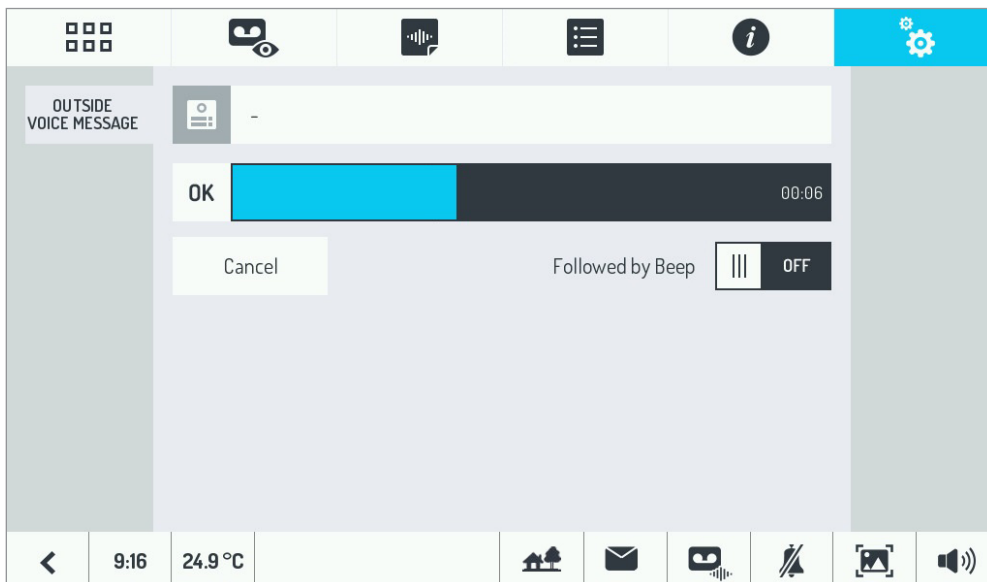 i
OUTSIDE
VOICE MESSAGE
-
OK
00:06
Cancel
Followed by Beep
OFF
9:16
24.9 °C